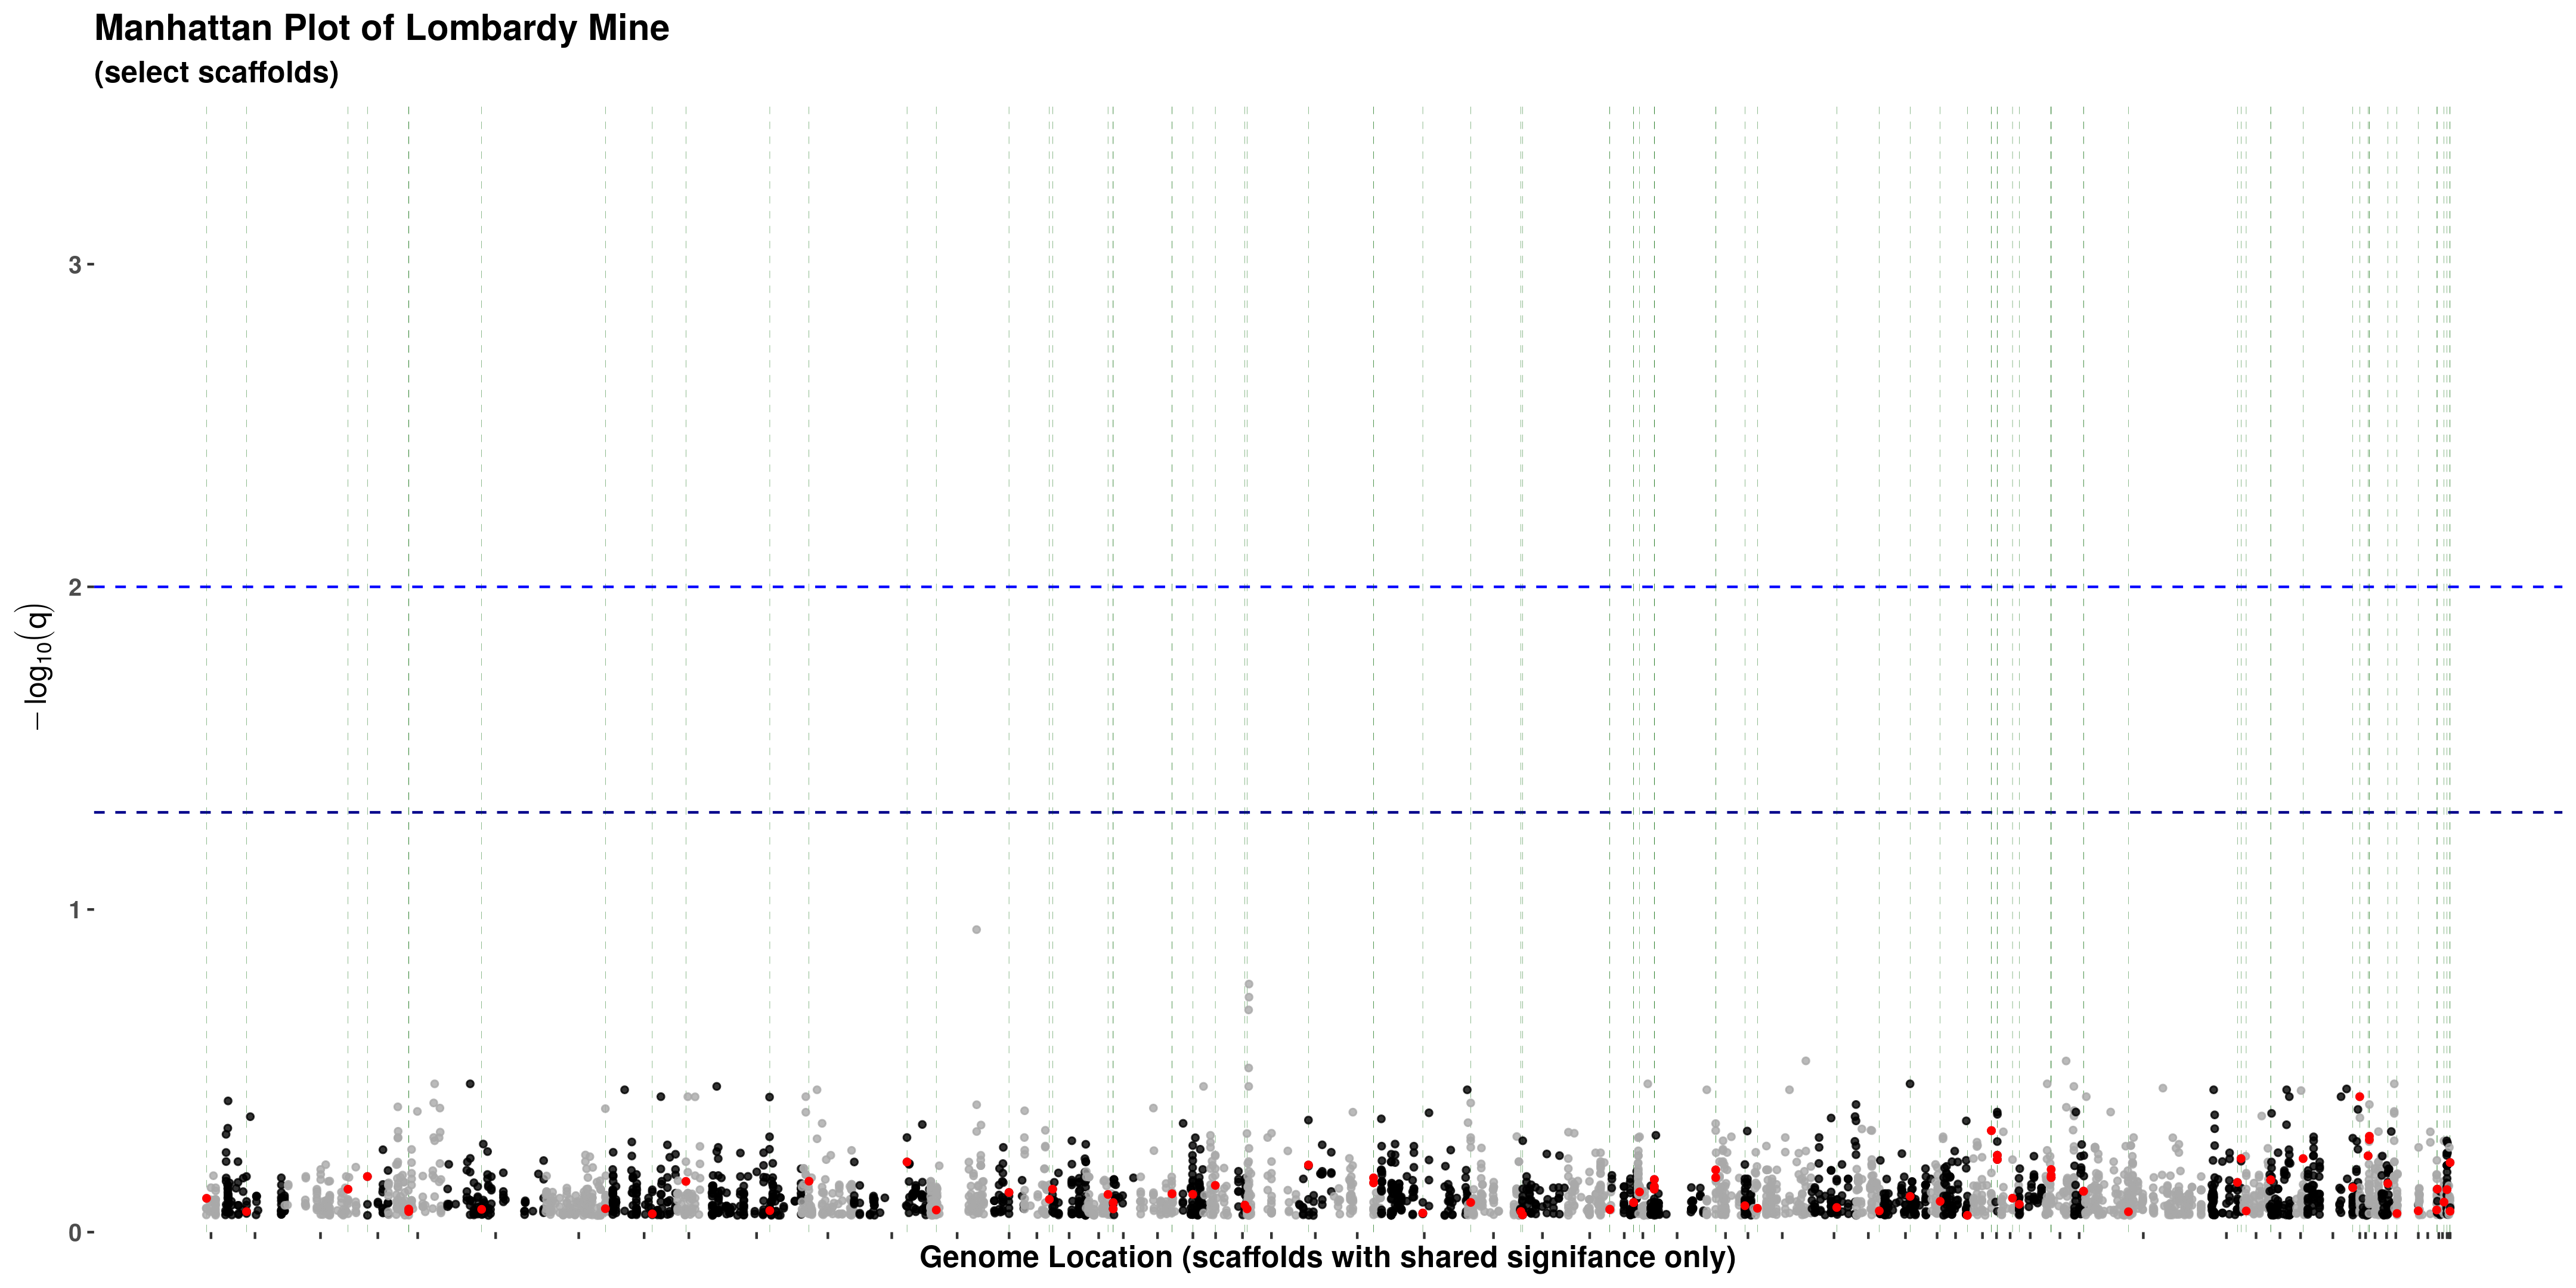 Manhattan Plot of Lombardy Mine
(select scaffolds)
3
2
1
0
− log10(q)
Genome Location (scaffolds with shared signifance only)